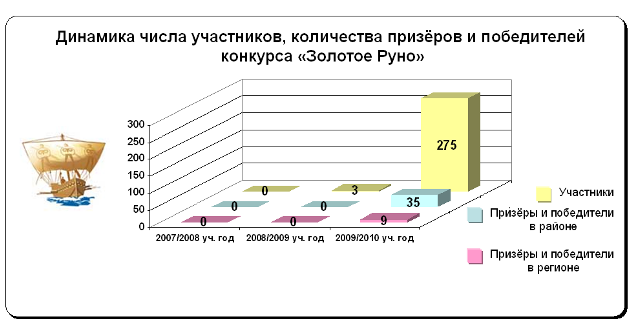 Динамика числа участников, количества призёров и победителей
конкурса «Золотое Руно»
300
250
200
150
100
50
0
0
3
275
0
0
35
0
0
9
2007/2008 уч. год
2008/2009 уч. год
2009/2010 уч. год
Участники
Призёры и победители
в районе
Призёры и победители
в регионе